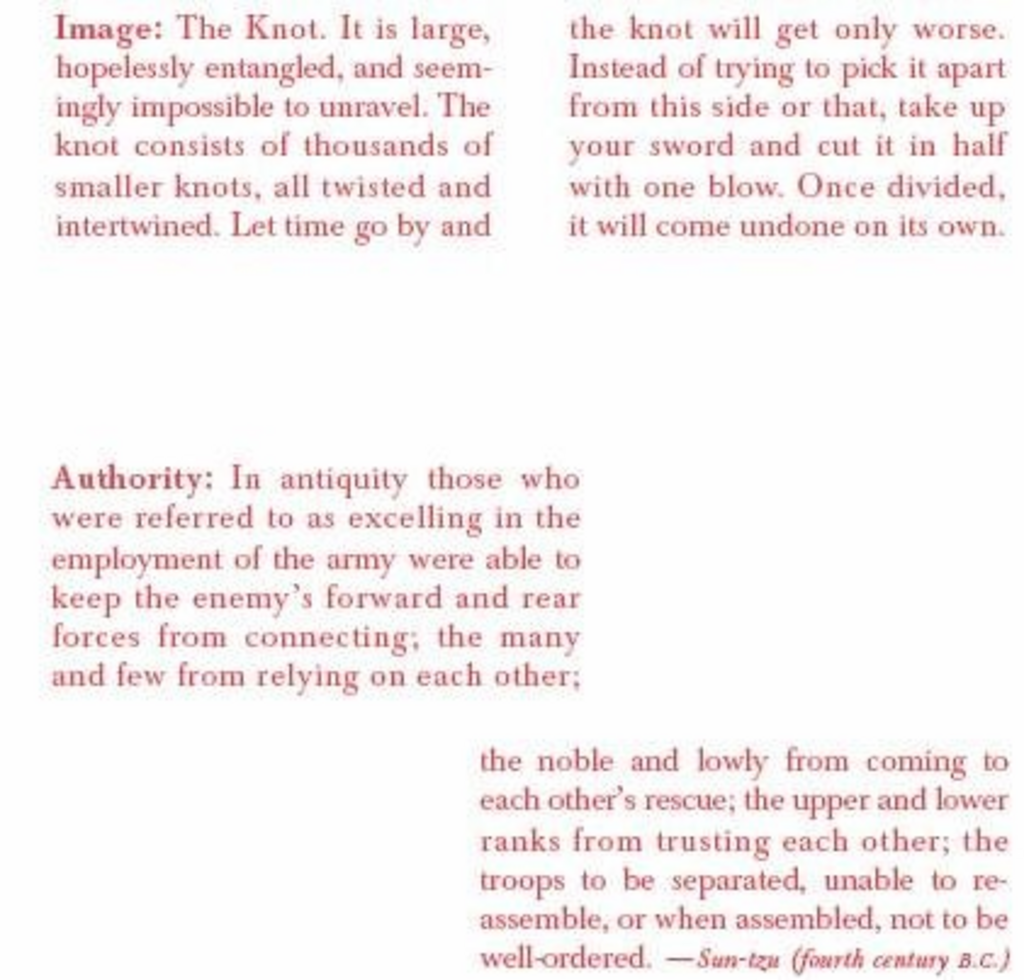 Image: The Knot. It is large,
hopelessly entangled, and seem-
ingly impossible to unravel. The
knot consists of thousands of
smaller knots, all twisted and
intertwined. Let time go by and
the knot will get only worse.
Instead of trying to pick it apart
from this side or that, take up
your sword and cut it in half
with one blow. Once divided,
it will come undone on its own.
Authority: In antiquity those who
were referred to as excelling in the
employment of the army were able to
keep the enemy's forward and rear
forces from connecting; the many
and few from relying on each other;
the noble and lowly from coming to
each other's rescue; the upper and lower
ranks from trusting each other; the
troops to be separated, unable to re-
assemble, or when assembled, not to be
well-ordered. —Sun-tzu (fourth century B.C.)